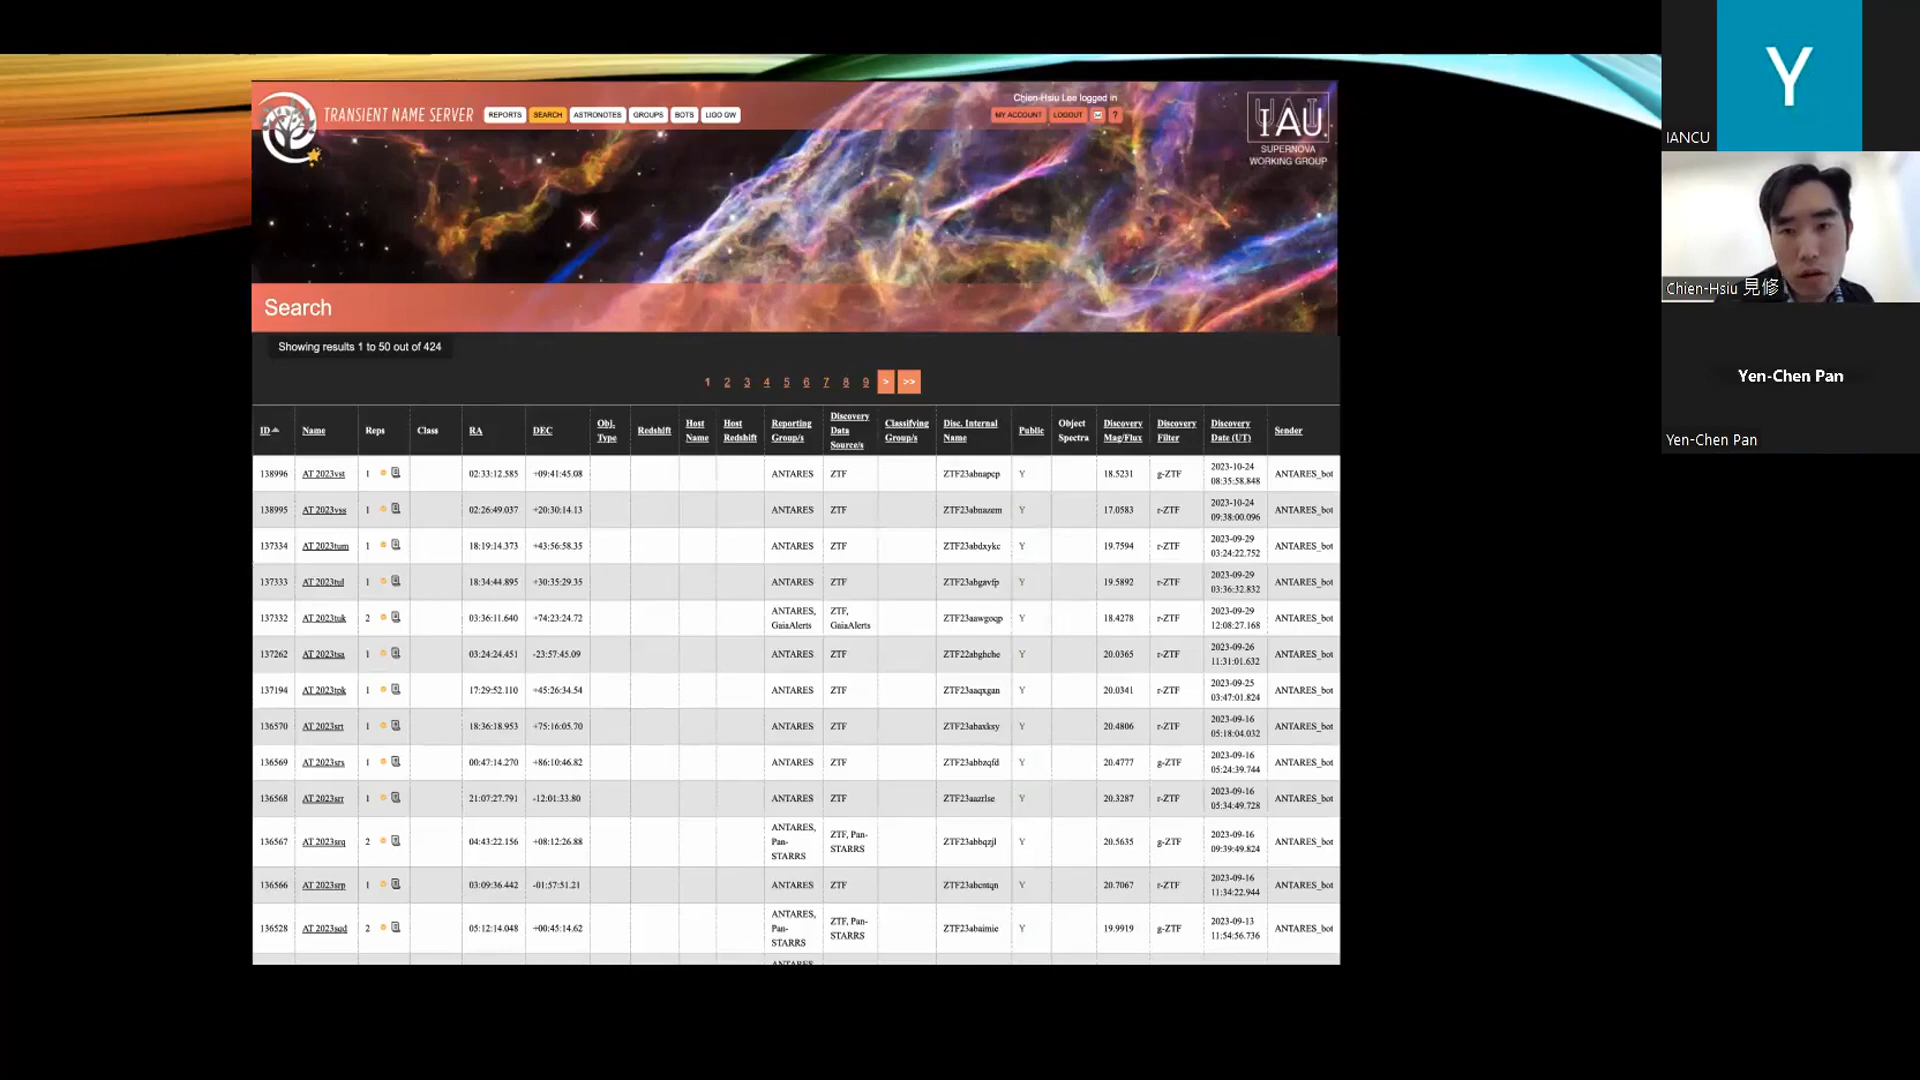 TRANSIENT NAME SERVER
REPORTS SEARCH ASTRONOTES GROUPS BOTS LIGO GW
Chien-Hsiu Lee logged in
MY ACCOUNT LOGOUT ?
IAU
SUPERNOVA
WORKING GROUP
Search
Showing results 1 to 50 out of 424
1 2 3 4 5 6 7 8 9 > >>
ID Name Reps Class RA DEC Obj. Type Redshift Host Name Host Redshift Reporting Group/s Discovery Data Source/s Classifying Group/s Disc. Internal Name Public Object Spectra Discovery Mag/Flux Discovery Filter Discovery Date (UT) Sender
138996 AT 2023vst 1 02:33:12.585 +09:41:45.08 ANTARES ZTF ZTF23abnapcp Y 18.5231 g-ZTF 2023-10-24 08:35:58.848 ANTARES_bot
138995 AT 2023vss 1 02:26:49.037 +20:30:14.13 ANTARES ZTF ZTF23abnazem Y 17.0583 r-ZTF 2023-10-24 09:38:00.096 ANTARES_bot
137334 AT 2023tum 1 18:19:14.373 +43:56:58.35 ANTARES ZTF ZTF23abdxykc Y 19.7594 r-ZTF 2023-09-29 03:24:22.752 ANTARES_bot
137333 AT 2023tul 1 18:34:44.895 +30:35:29.35 ANTARES ZTF ZTF23abgavfp Y 19.5892 r-ZTF 2023-09-29 03:36:32.832 ANTARES_bot
137332 AT 2023tuk 2 03:36:11.640 +74:23:24.72 ANTARES, GaiaAlerts ZTF, GaiaAlerts ZTF23aawgoqp Y 18.4278 r-ZTF 2023-09-29 12:08:27.168 ANTARES_bot
137262 AT 2023tsa 1 03:24:24.451 -23:57:45.09 ANTARES ZTF ZTF22abghche Y 20.0365 r-ZTF 2023-09-26 11:31:01.632 ANTARES_bot
137194 AT 2023tpk 1 17:29:52.110 +45:26:34.54 ANTARES ZTF ZTF23aaqxgan Y 20.0341 r-ZTF 2023-09-25 03:47:01.824 ANTARES_bot
136570 AT 2023srt 1 18:36:18.953 +75:16:05.70 ANTARES ZTF ZTF23abaxksy Y 20.4806 r-ZTF 2023-09-16 05:18:04.032 ANTARES_bot
136569 AT 2023srs 1 00:47:14.270 +86:10:46.82 ANTARES ZTF ZTF23abbzqfd Y 20.4777 g-ZTF 2023-09-16 05:24:39.744 ANTARES_bot
136568 AT 2023srr 1 21:07:27.791 -12:01:33.80 ANTARES ZTF ZTF23aazrlse Y 20.3287 r-ZTF 2023-09-16 05:34:49.728 ANTARES_bot
136567 AT 2023srq 2 04:43:22.156 +08:12:26.88 ANTARES, Pan-STARRS ZTF, Pan-STARRS ZTF23abbqzjl Y 20.5635 g-ZTF 2023-09-16 09:39:49.824 ANTARES_bot
136566 AT 2023srp 1 03:09:36.442 -01:57:51.21 ANTARES ZTF ZTF23abcntqn Y 20.7067 r-ZTF 2023-09-16 11:34:22.944 ANTARES_bot
136528 AT 2023sqd 2 05:12:14.048 +00:45:14.62 ANTARES, Pan-STARRS ZTF, Pan-STARRS ZTF23abaimie Y 19.9919 g-ZTF 2023-09-13 11:54:56.736 ANTARES_bot
ANTARES
Y
IANCU
Chien-Hsiu 見修
Yen-Chen Pan
Yen-Chen Pan